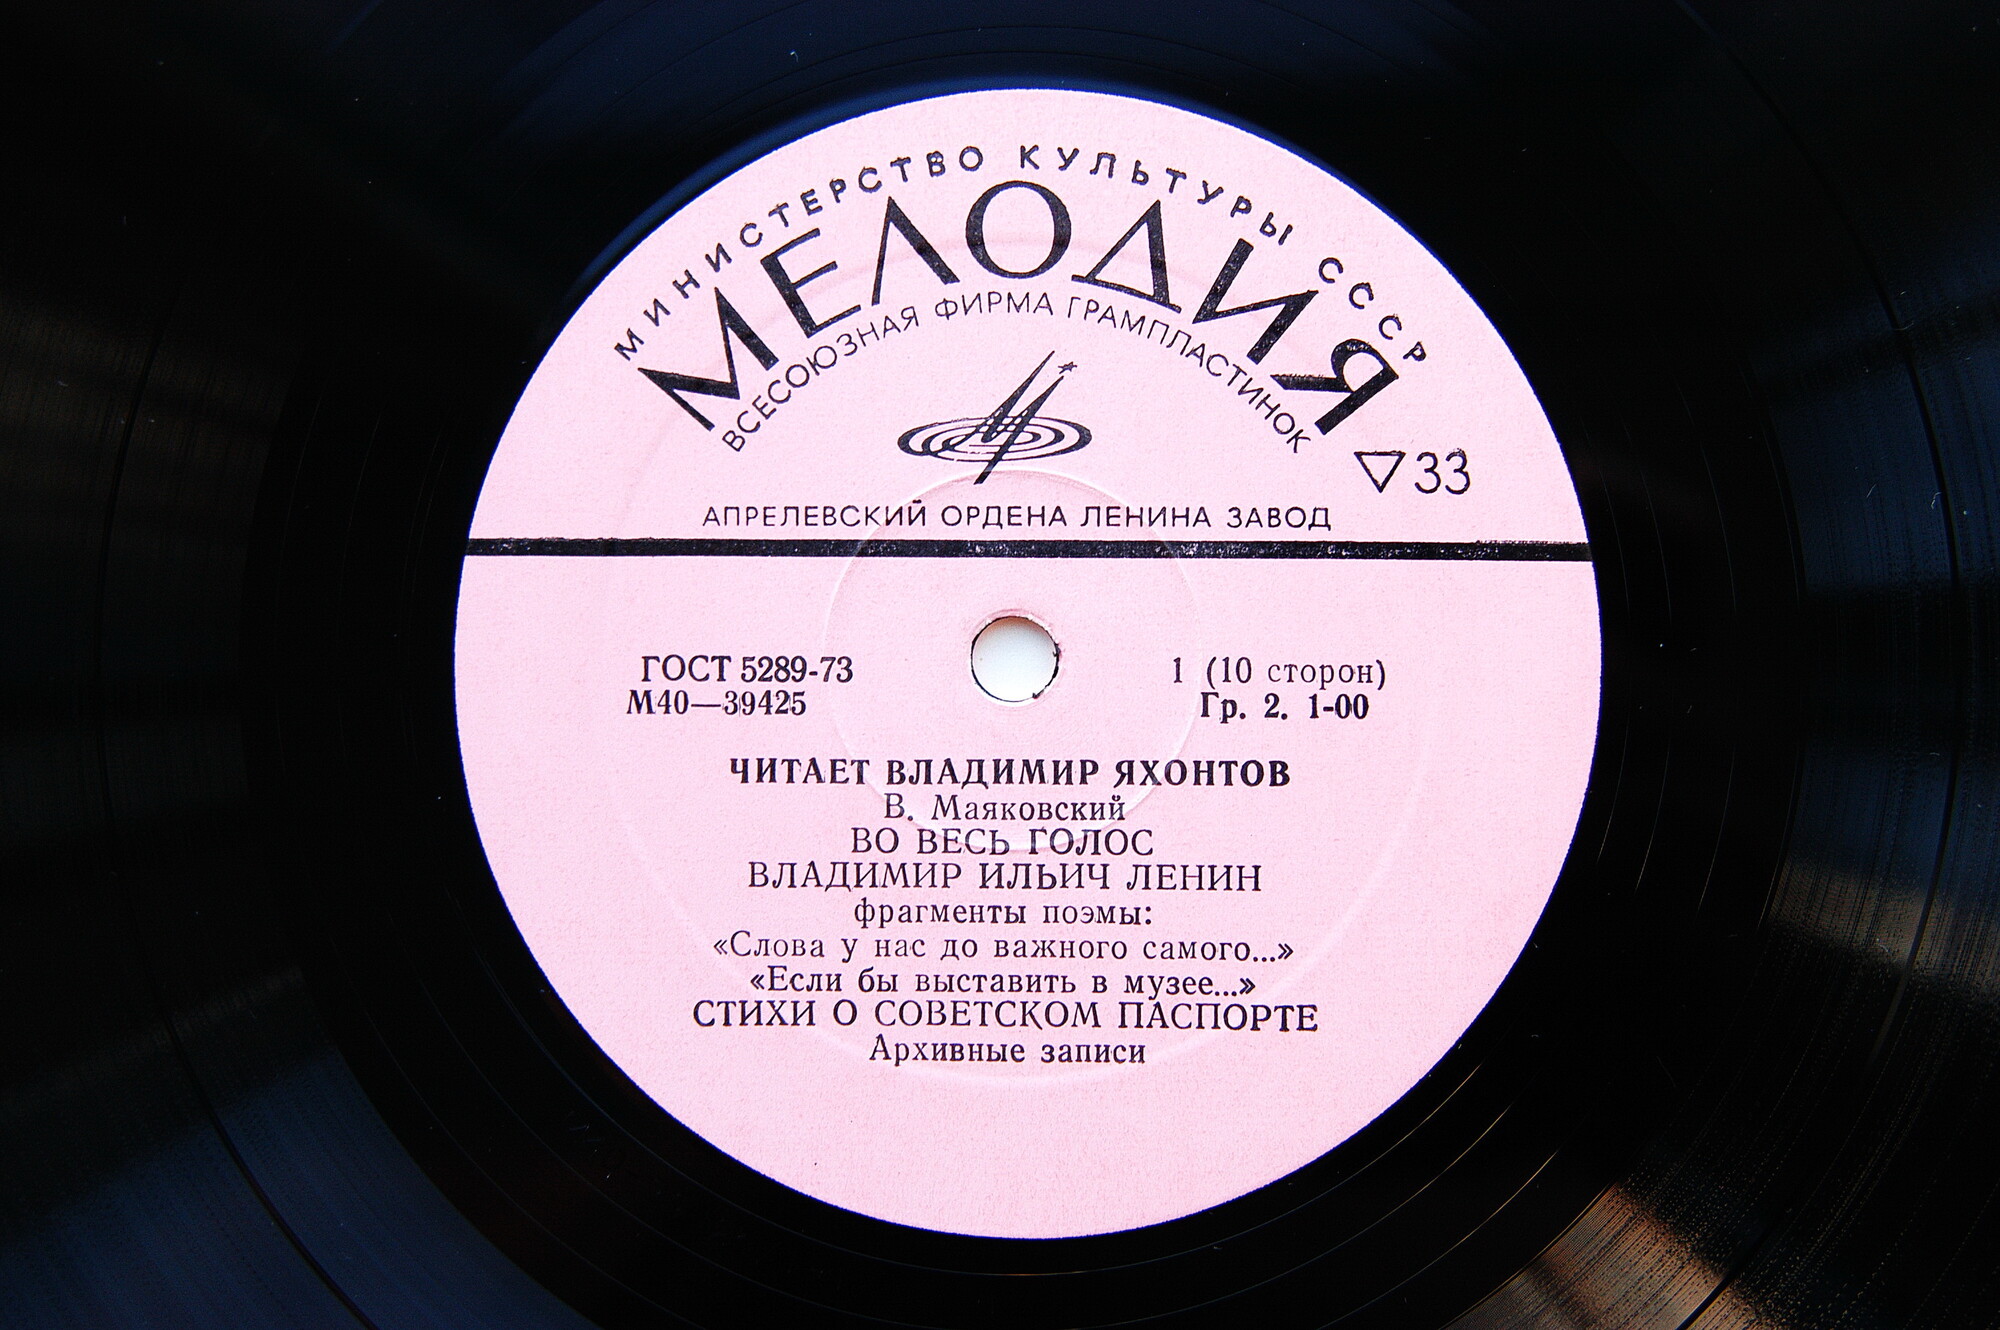 МИНИСТЕРСТВО КУЛЬТУРЫ СССР
МЕЛОДИЯ
ВСЕСОЮЗНАЯ ФИРМА ГРАМПЛАСТИНОК
▽33
АПРЕЛЕВСКИЙ ОРДЕНА ЛЕНИНА ЗАВОД
ГОСТ 5289-73
М40—39425
1 (10 сторон)
Гр. 2. 1-00
ЧИТАЕТ ВЛАДИМИР ЯХОНТОВ
В. Маяковский
ВО ВЕСЬ ГОЛОС
ВЛАДИМИР ИЛЬИЧ ЛЕНИН
фрагменты поэмы:
«Слова у нас до важного самого...»
«Если бы выставить в музее...»
СТИХИ О СОВЕТСКОМ ПАСПОРТЕ
Архивные записи